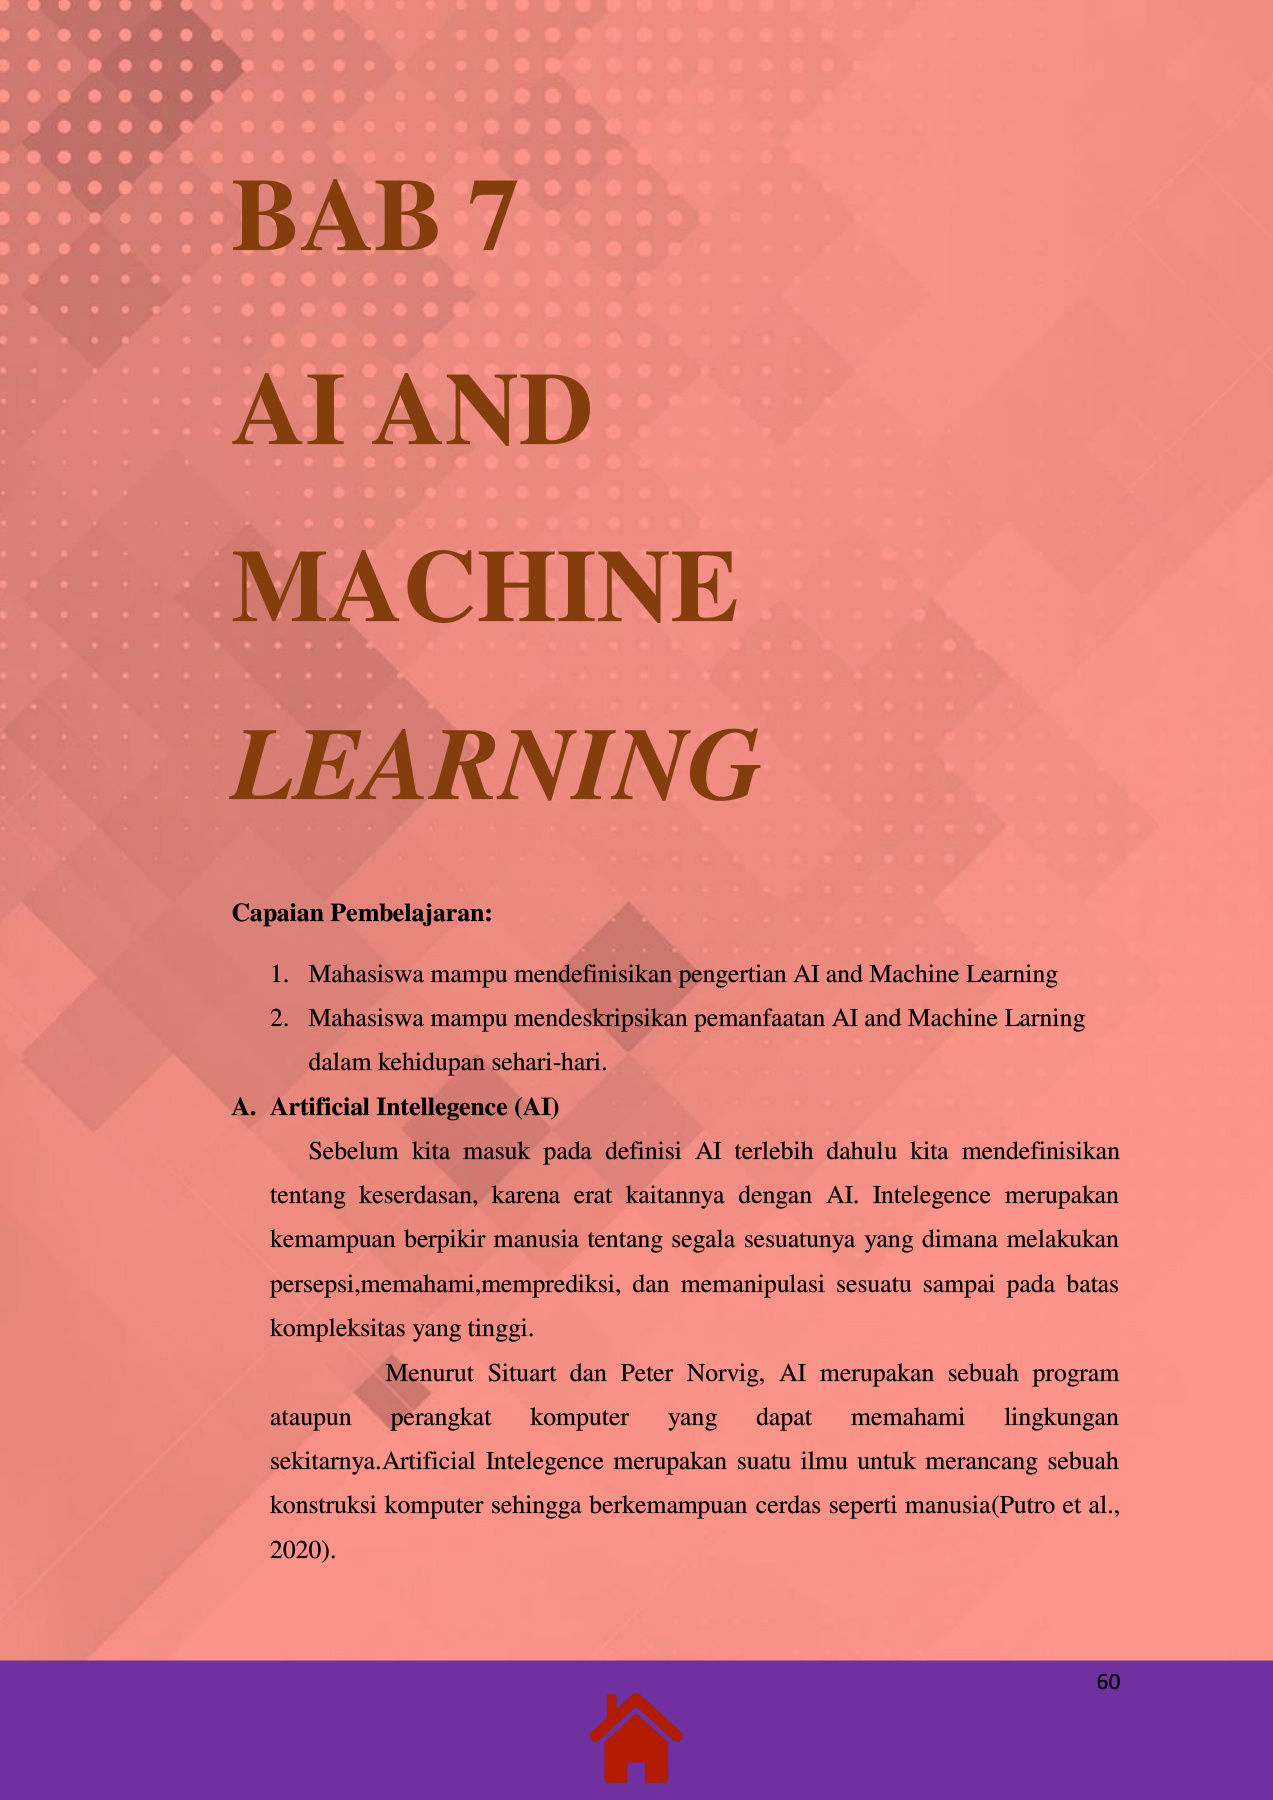 BAB 7
AI AND
MACHINE
LEARNING
Capaian Pembelajaran:
1. Mahasiswa mampu mendefinisikan pengertian AI and Machine Learning
2. Mahasiswa mampu mendeskripsikan pemanfaatan AI and Machine Larning
dalam kehidupan sehari-hari.
A. Artificial Intellegence (AI)
Sebelum kita masuk pada definisi AI terlebih dahulu kita mendefinisikan
tentang keserdasan, karena erat kaitannya dengan AI. Intelegence merupakan
kemampuan berpikir manusia tentang segala sesuatunya yang dimana melakukan
persepsi,memahami,memprediksi, dan memanipulasi sesuatu sampai pada batas
kompleksitas yang tinggi.
Menurut Situart dan Peter Norvig, AI merupakan sebuah program
ataupun perangkat komputer yang dapat memahami lingkungan
sekitarnya.Artificial Intelegence merupakan suatu ilmu untuk merancang sebuah
konstruksi komputer sehingga berkemampuan cerdas seperti manusia(Putro et al.,
2020).
60